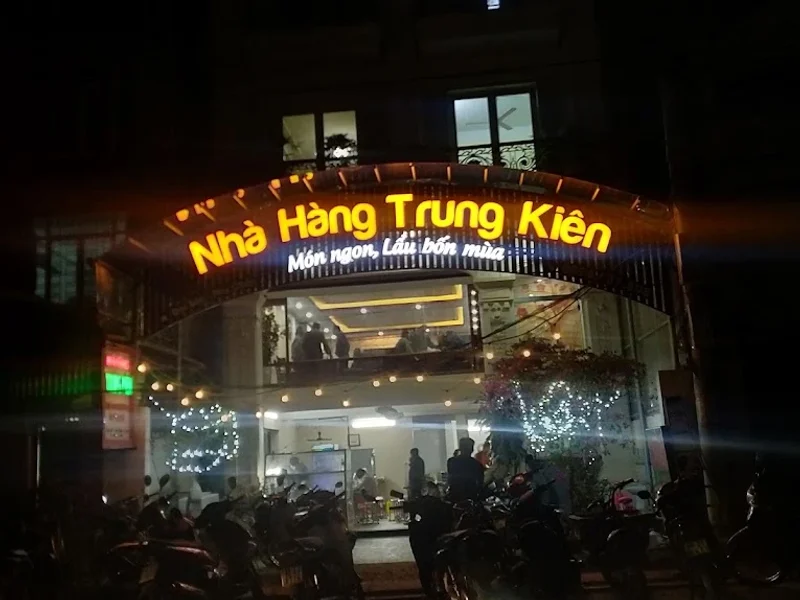 Nhà Hàng Trung Kiên
Món ngon, Lẩu bốn mùa